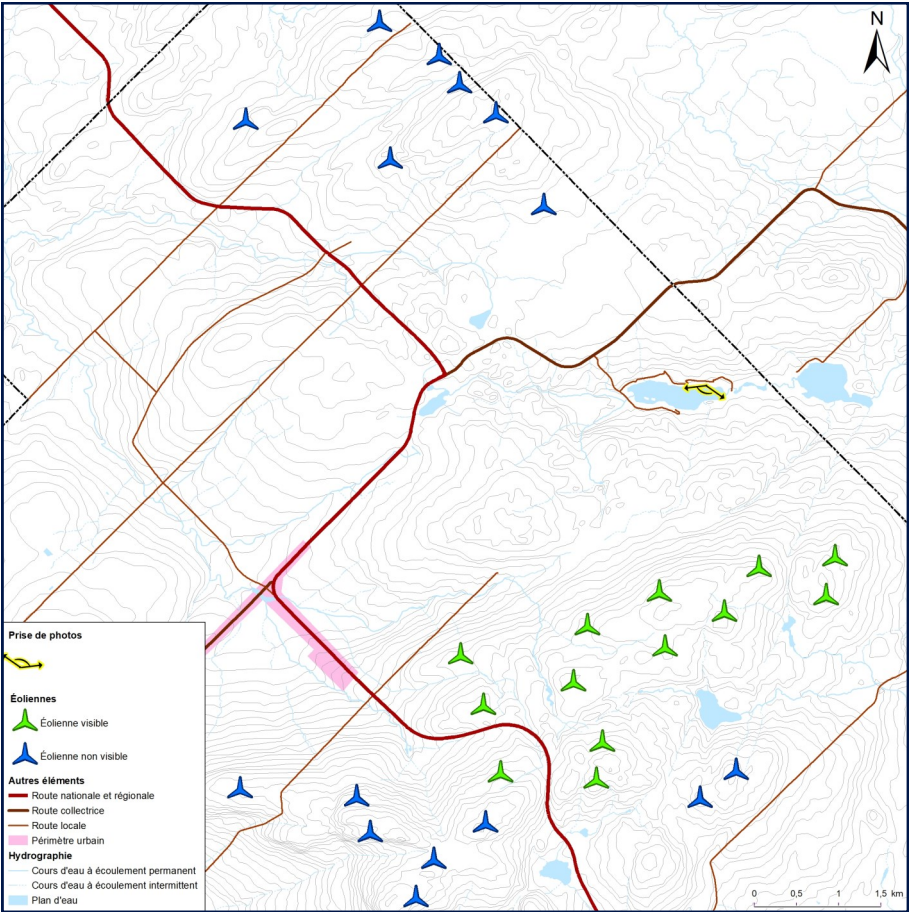 N
Prise de photos
Éoliennes
Éolienne visible
Éolienne non visible
Autres éléments
Route nationale et régionale
Route collectrice
Route locale
Périmètre urbain
Hydrographie
Cours d'eau à écoulement permanent
Cours d'eau à écoulement intermittent
Plan d'eau
0 0,5 1 1,5 km